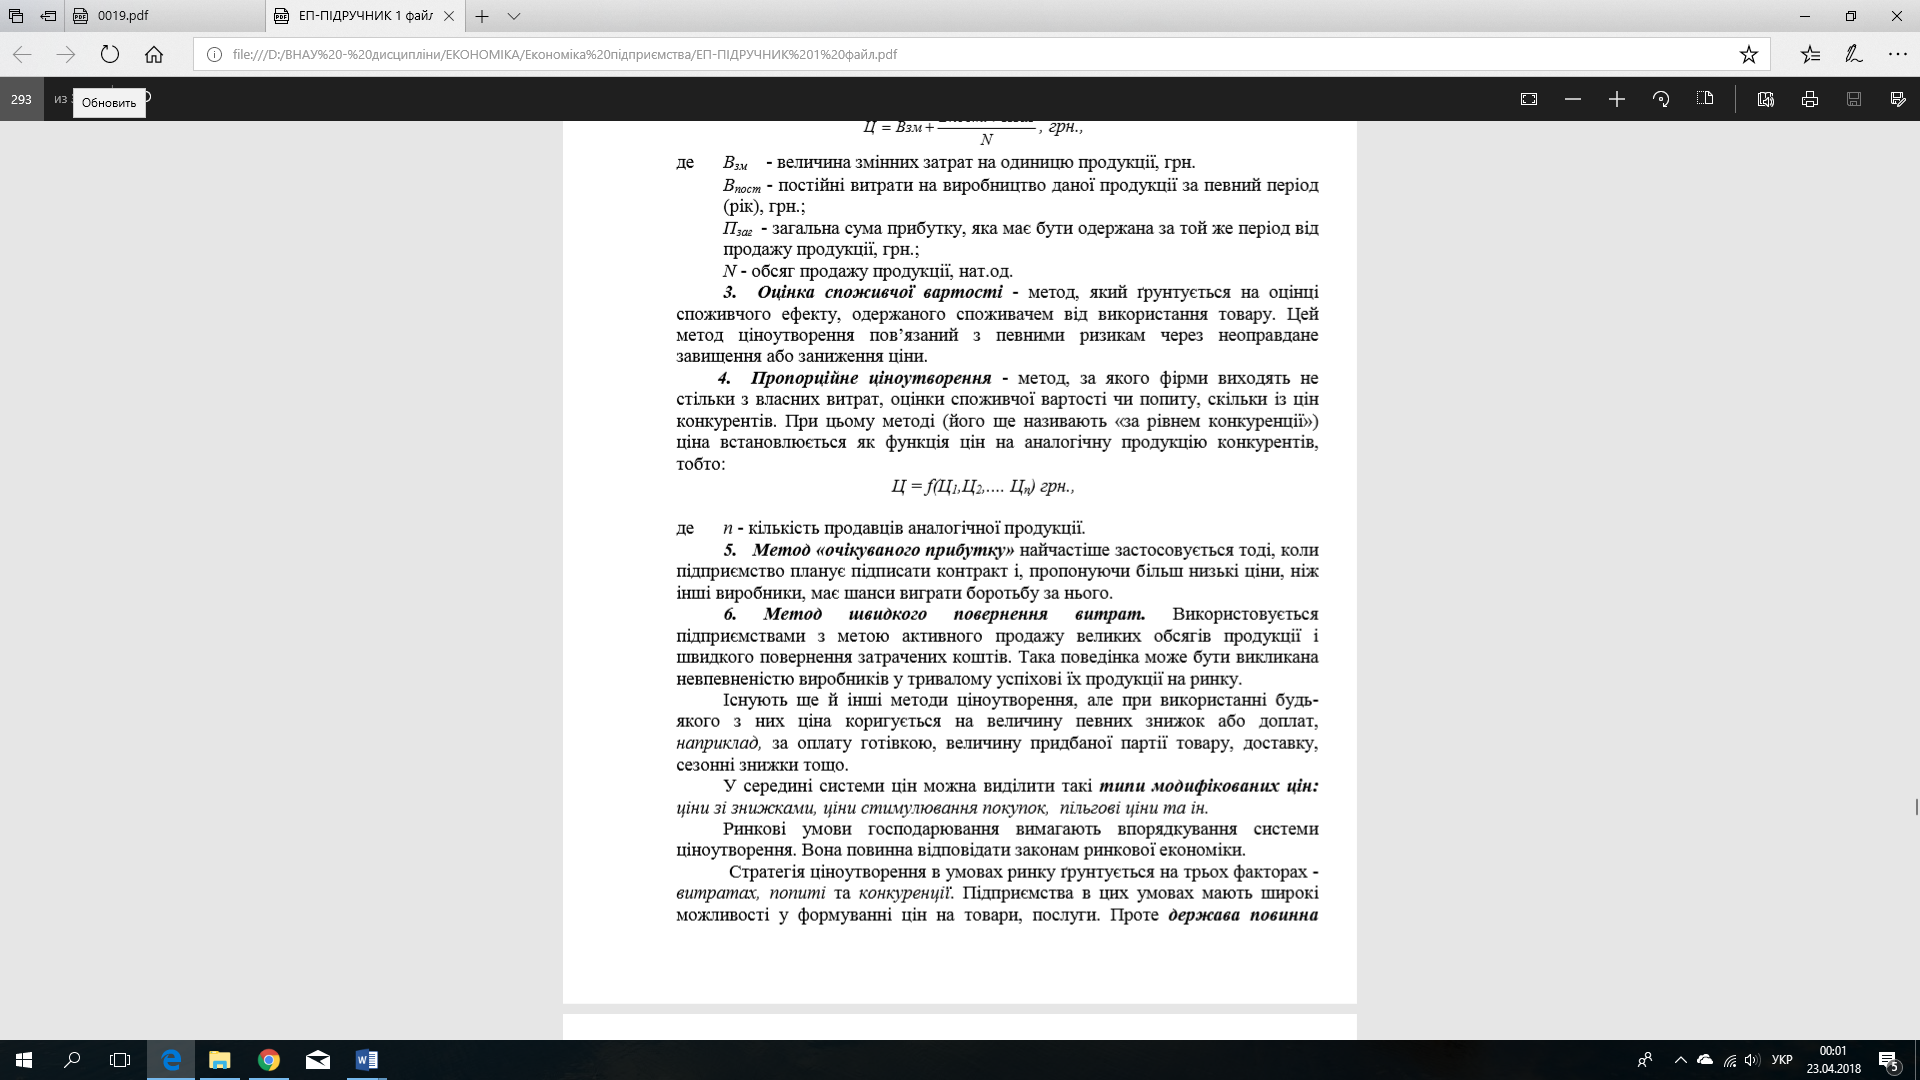 0019.pdf
ЕП-ПІДРУЧНИК 1 файл
file:///D:/ВНАУ%20-%20дисципліни/ЕКОНОМІКА/Економіка%20підприємства/ЕП-ПІДРУЧНИК%201%20файл.pdf
293 из
Обновить
Ц = Взм + N , грн.,
де Взм - величина змінних затрат на одиницю продукції, грн.
Впост - постійні витрати на виробництво даної продукції за певний період
(рік), грн.;
Пзаг - загальна сума прибутку, яка має бути одержана за той же період від
продажу продукції, грн.;
N - обсяг продажу продукції, нат.од.
3. Оцінка споживчої вартості - метод, який ґрунтується на оцінці
споживчого ефекту, одержаного споживачем від використання товару. Цей
метод ціноутворення пов’язаний з певними ризикам через неоправдане
завищення або заниження ціни.
4. Пропорційне ціноутворення - метод, за якого фірми виходять не
стільки з власних витрат, оцінки споживчої вартості чи попиту, скільки із цін
конкурентів. При цьому методі (його ще називають «за рівнем конкуренції»)
ціна встановлюється як функція цін на аналогічну продукцію конкурентів,
тобто:
Ц = f(Ц1,Ц2,.... Цn) грн.,
де n - кількість продавців аналогічної продукції.
5. Метод «очікуваного прибутку» найчастіше застосовується тоді, коли
підприємство планує підписати контракт і, пропонуючи більш низькі ціни, ніж
інші виробники, має шанси виграти боротьбу за нього.
6. Метод швидкого повернення витрат. Використовується
підприємствами з метою активного продажу великих обсягів продукції і
швидкого повернення затрачених коштів. Така поведінка може бути викликана
невпевненістю виробників у тривалому успіхові їх продукції на ринку.
Існують ще й інші методи ціноутворення, але при використанні будь-
якого з них ціна коригується на величину певних знижок або доплат,
наприклад, за оплату готівкою, величину придбаної партії товару, доставку,
сезонні знижки тощо.
У середині системи цін можна виділити такі типи модифікованих цін:
ціни зі знижками, ціни стимулювання покупок, пільгові ціни та ін.
Ринкові умови господарювання вимагають впорядкування системи
ціноутворення. Вона повинна відповідати законам ринкової економіки.
Стратегія ціноутворення в умовах ринку ґрунтується на трьох факторах -
витратах, попиті та конкуренції. Підприємства в цих умовах мають широкі
можливості у формуванні цін на товари, послуги. Проте держава повинна
УКР
00:01
23.04.2018
5